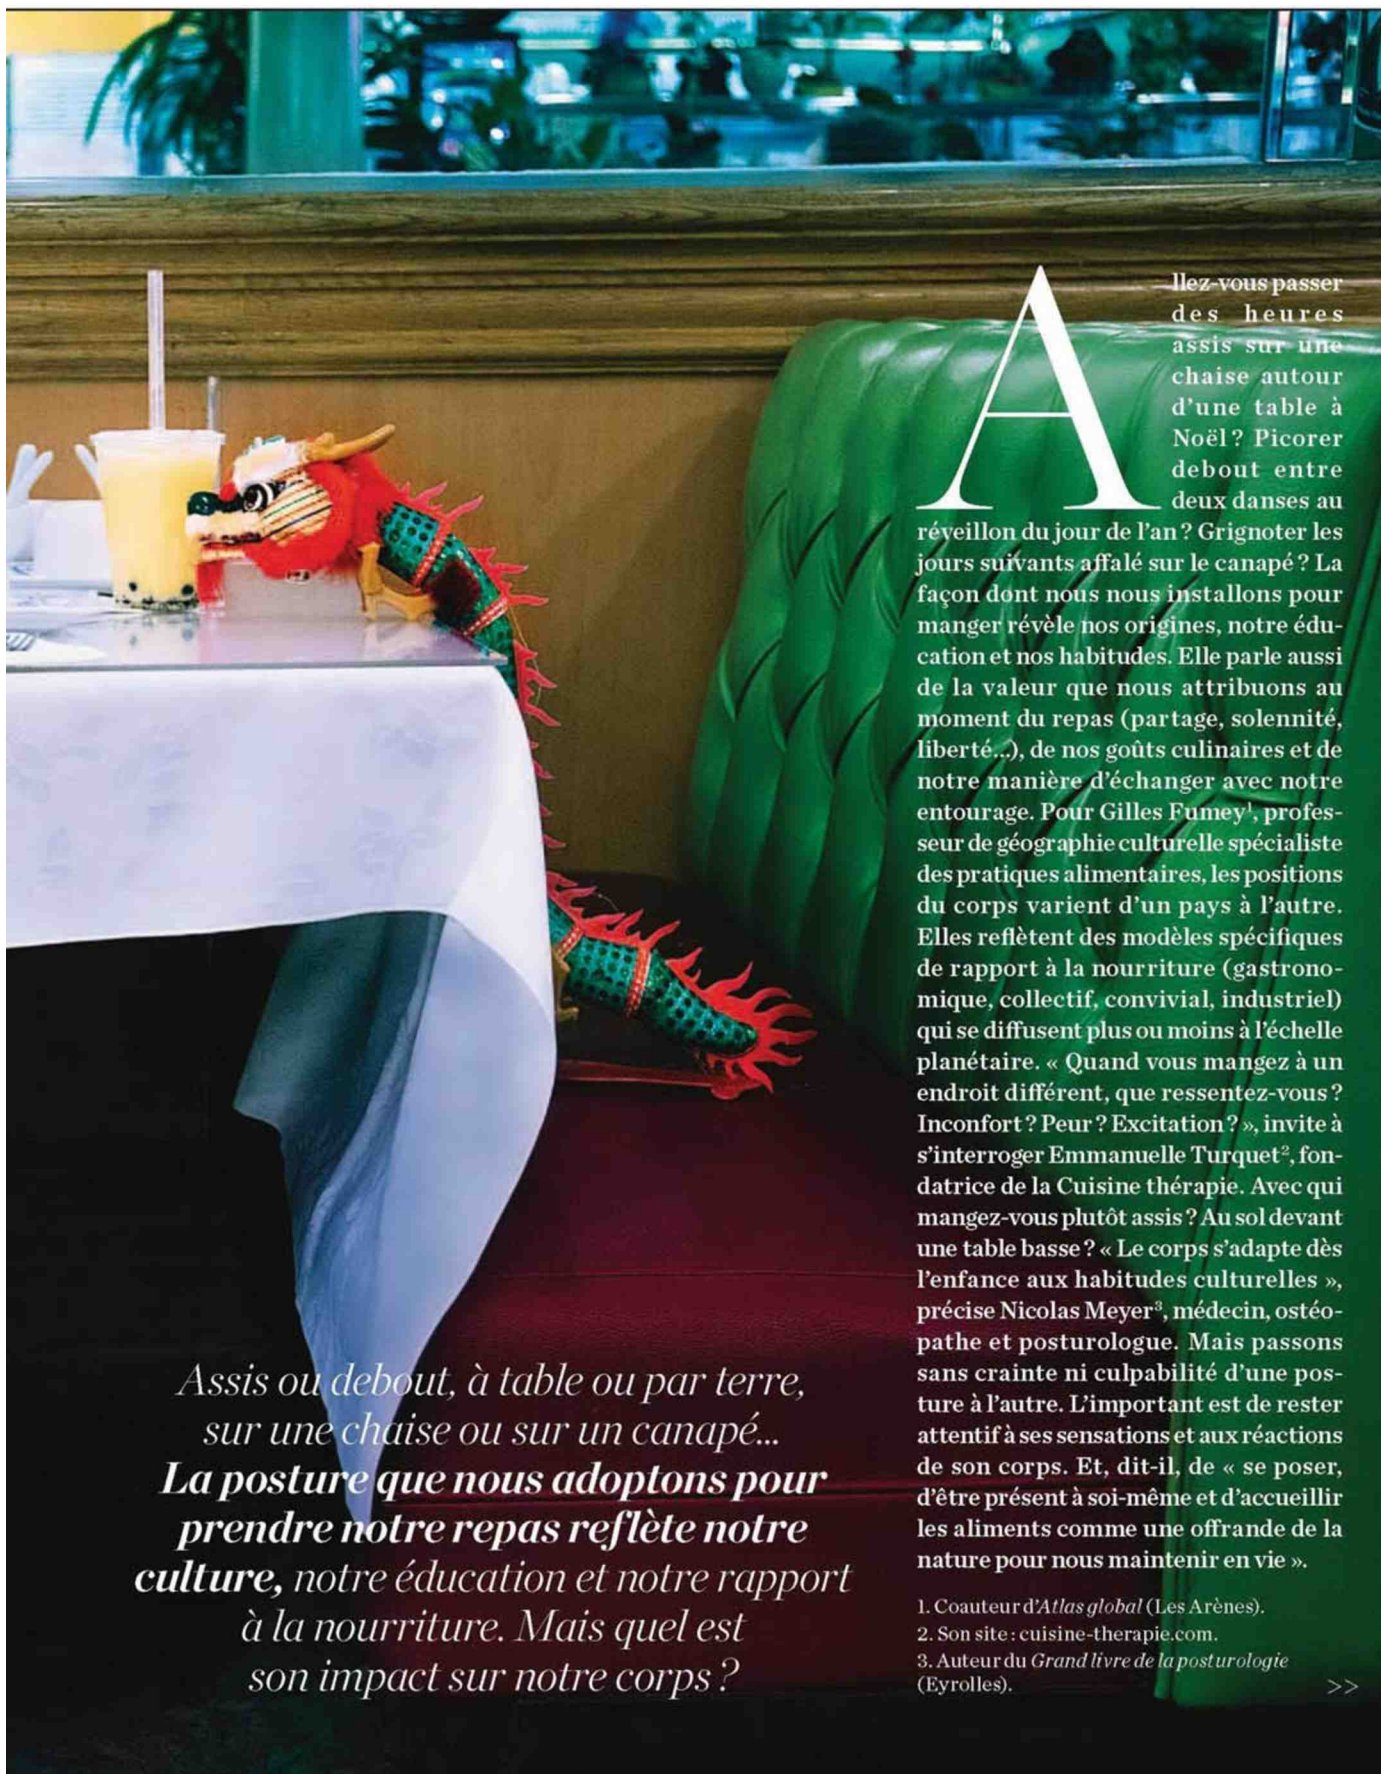 Allez-vous passer
des heures
assis sur une
chaise autour
d'une table à
Noël ? Picorer
debout entre
deux danses au
réveillon du jour de l'an ? Grignoter les
jours suivants affalé sur le canapé ? La
façon dont nous nous installons pour
manger révèle nos origines, notre édu-
cation et nos habitudes. Elle parle aussi
de la valeur que nous attribuons au
moment du repas (partage, solennité,
liberté...), de nos goûts culinaires et de
notre manière d'échanger avec notre
entourage. Pour Gilles Fumey¹, profes-
seur de géographie culturelle spécialiste
des pratiques alimentaires, les positions
du corps varient d'un pays à l'autre.
Elles reflètent des modèles spécifiques
de rapport à la nourriture (gastrono-
mique, collectif, convivial, industriel)
qui se diffusent plus ou moins à l'échelle
planétaire. « Quand vous mangez à un
endroit différent, que ressentez-vous ?
Inconfort ? Peur ? Excitation ? », invite à
s'interroger Emmanuelle Turquet², fon-
datrice de la Cuisine thérapie. Avec qui
mangez-vous plutôt assis ? Au sol devant
une table basse ? « Le corps s'adapte dès
l'enfance aux habitudes culturelles »,
précise Nicolas Meyer³, médecin, ostéo-
pathe et posturologue. Mais passons
sans crainte ni culpabilité d'une pos-
ture à l'autre. L'important est de rester
attentif à ses sensations et aux réactions
de son corps. Et, dit-il, de « se poser,
d'être présent à soi-même et d'accueillir
les aliments comme une offrande de la
nature pour nous maintenir en vie ».
1. Coauteur d'Atlas global (Les Arènes).
2. Son site : cuisine-therapie.com.
3. Auteur du Grand livre de la posturologie
(Eyrolles).
>>
Assis ou debout, à table ou par terre,
sur une chaise ou sur un canapé...
La posture que nous adoptons pour
prendre notre repas reflète notre
culture, notre éducation et notre rapport
à la nourriture. Mais quel est
son impact sur notre corps ?